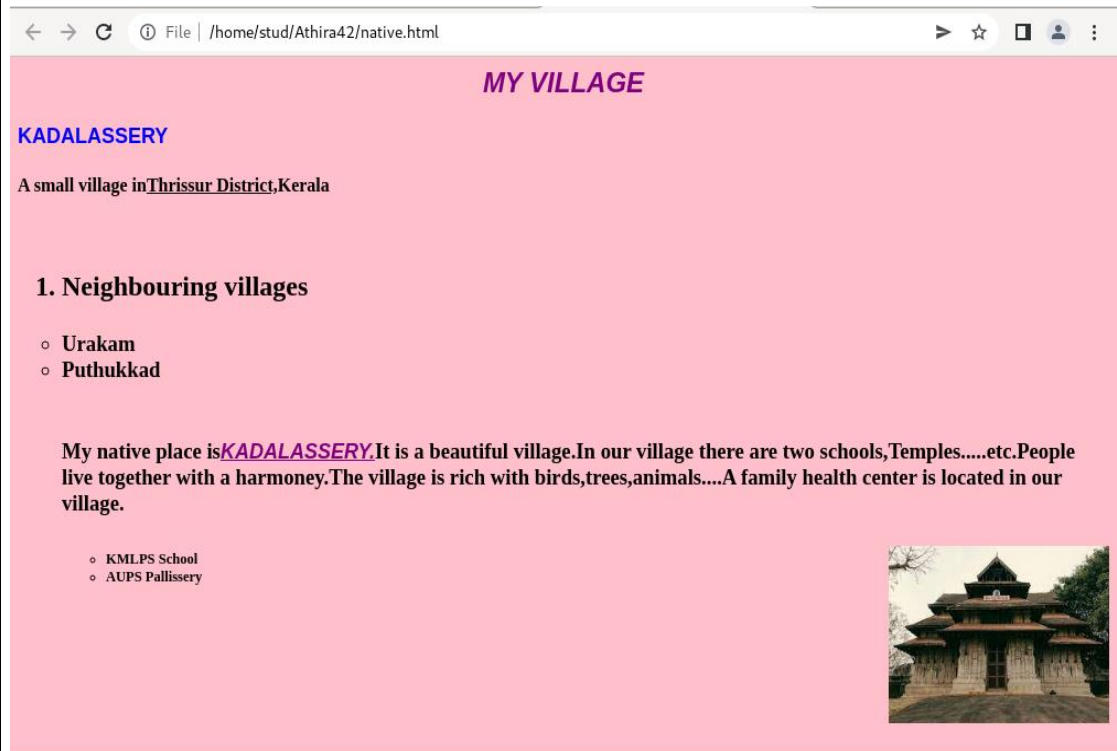 File | /home/stud/Athira42/native.html
MY VILLAGE
KADALASSERY
A small village inThrissur District,Kerala
1. Neighbouring villages
Urakam
Puthukkad
My native place isKADALASSERY.It is a beautiful village.In our village there are two schools,Temples.....etc.People
live together with a harmoney.The village is rich with birds,trees,animals....A family health center is located in our
village.
KMLPS School
AUPS Pallissery